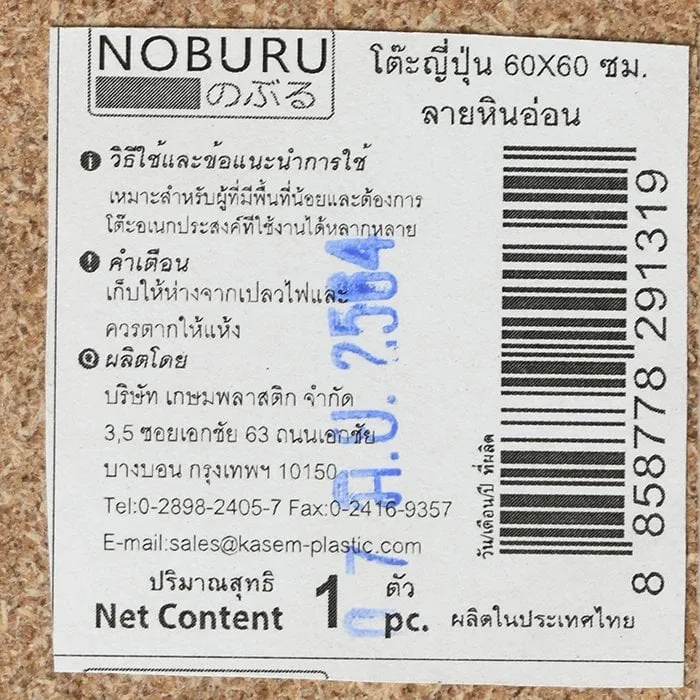 NOBURU
のぶる
โต๊ะญี่ปุ่น 60X60 ซม.
ลายหินอ่อน
วิธีใช้และข้อแนะนำการใช้
เหมาะสำหรับผู้ที่มีพื้นที่น้อยและต้องการ
โต๊ะอเนกประสงค์ที่ใช้งานได้หลากหลาย
คำเตือน
เก็บให้ห่างจากเปลวไฟและ
ควรตากให้แห้ง
ผลิตโดย
บริษัท เกษมพลาสติก จำกัด
3,5 ซอยเอกชัย 63 ถนนเอกชัย
บางบอน กรุงเทพฯ 10150
Tel:0-2898-2405-7 Fax:0-2416-9357
E-mail:sales@kasem-plastic.com
ปริมาณสุทธิ 1 ตัว
Net Content pc.
ผลิตในประเทศไทย
วัน/เดือน/ปี ที่ผลิต
8 858778 291319
07 2564